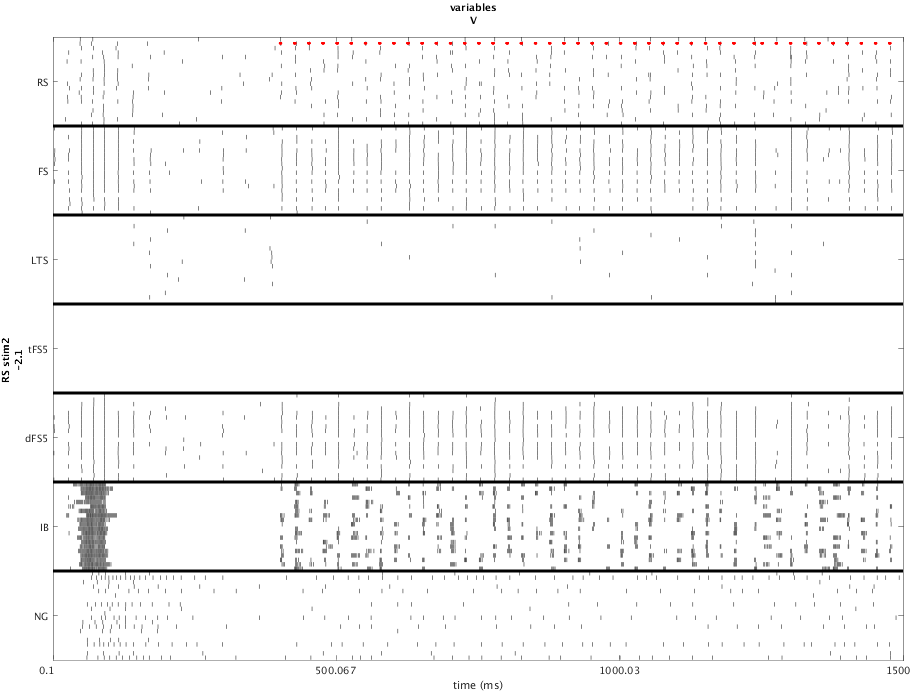 variables
V
RS
FS
LTS
tFS5
dFS5
IB
NG
RS stim2
-2.1
0.1
500.067
1000.03
1500
time (ms)